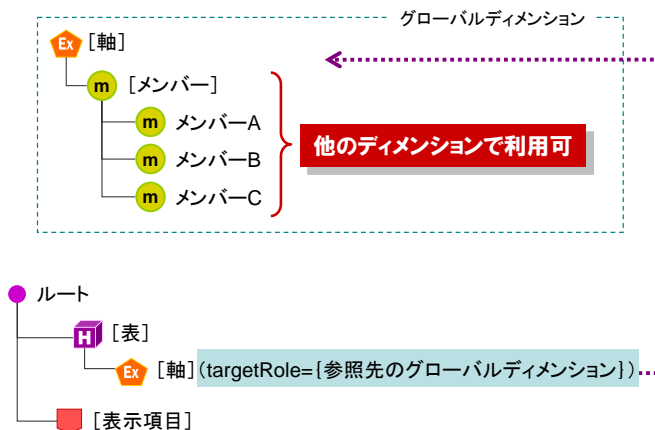 グローバルディメンション
Ex [軸]
m [メンバー]
m メンバーA
m メンバーB
m メンバーC
他のディメンションで利用可
ルート
H [表]
Ex [軸](targetRole={参照先のグローバルディメンション})
[表示項目]